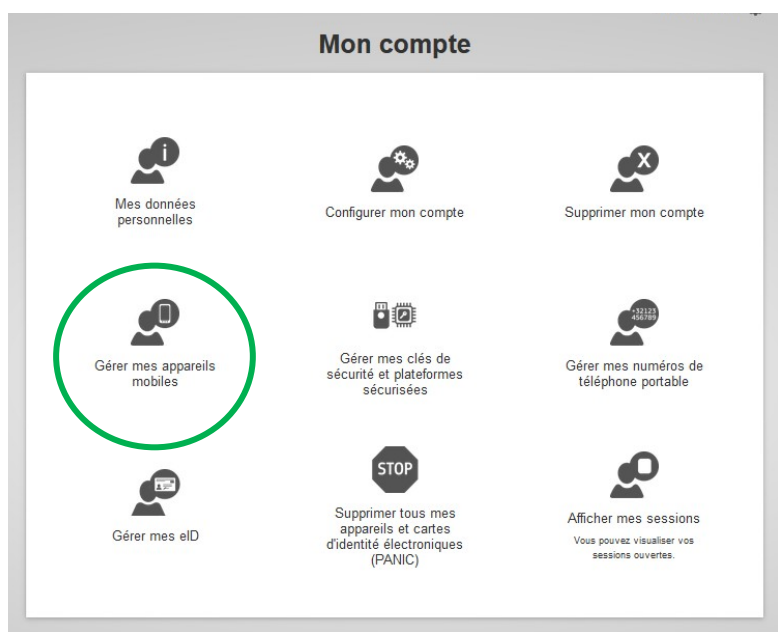 Mon compte
i
X
Mes données
personnelles
Configurer mon compte
Supprimer mon compte
+32123
456789
Gérer mes appareils
mobiles
Gérer mes clés de
sécurité et plateformes
sécurisées
Gérer mes numéros de
téléphone portable
STOP
Gérer mes eID
Supprimer tous mes
appareils et cartes
d'identité électroniques
(PANIC)
Afficher mes sessions
Vous pouvez visualiser vos
sessions ouvertes.